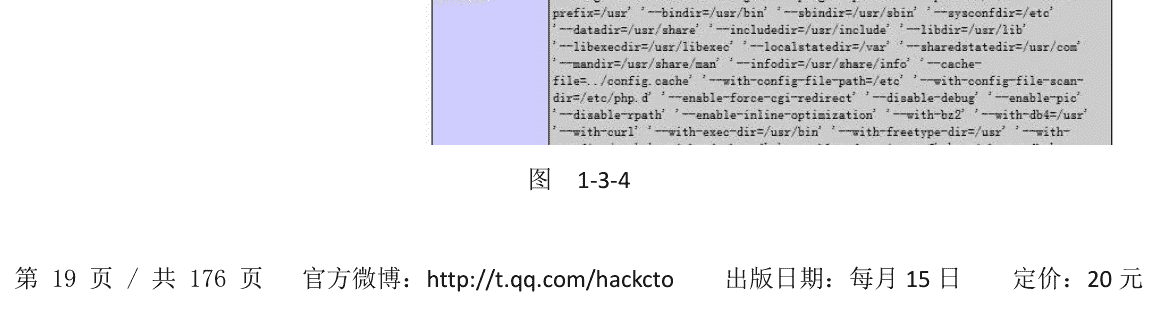 prefix=/usr' '--bindir=/usr/bin' '--sbindir=/usr/sbin' '--sysconfdir=/etc'
'--datadir=/usr/share' '--includedir=/usr/include' '--libdir=/usr/lib'
'--libexecdir=/usr/libexec' '--localstatedir=/var' '--sharedstatedir=/usr/com'
'--mandir=/usr/share/man' '--infodir=/usr/share/info' '--cache-
file=../config.cache' '--with-config-file-path=/etc' '--with-config-file-scan-
dir=/etc/php.d' '--enable-force-cgi-redirect' '--disable-debug' '--enable-pic'
'--disable-rpath' '--enable-inline-optimization' '--with-bz2' '--with-db4=/usr'
'--with-curl' '--with-exec-dir=/usr/bin' '--with-freetype-dir=/usr' '--with-
图 1-3-4
第 19 页 / 共 176 页 官方微博：http://t.qq.com/hackcto 出版日期：每月 15 日 定价：20 元